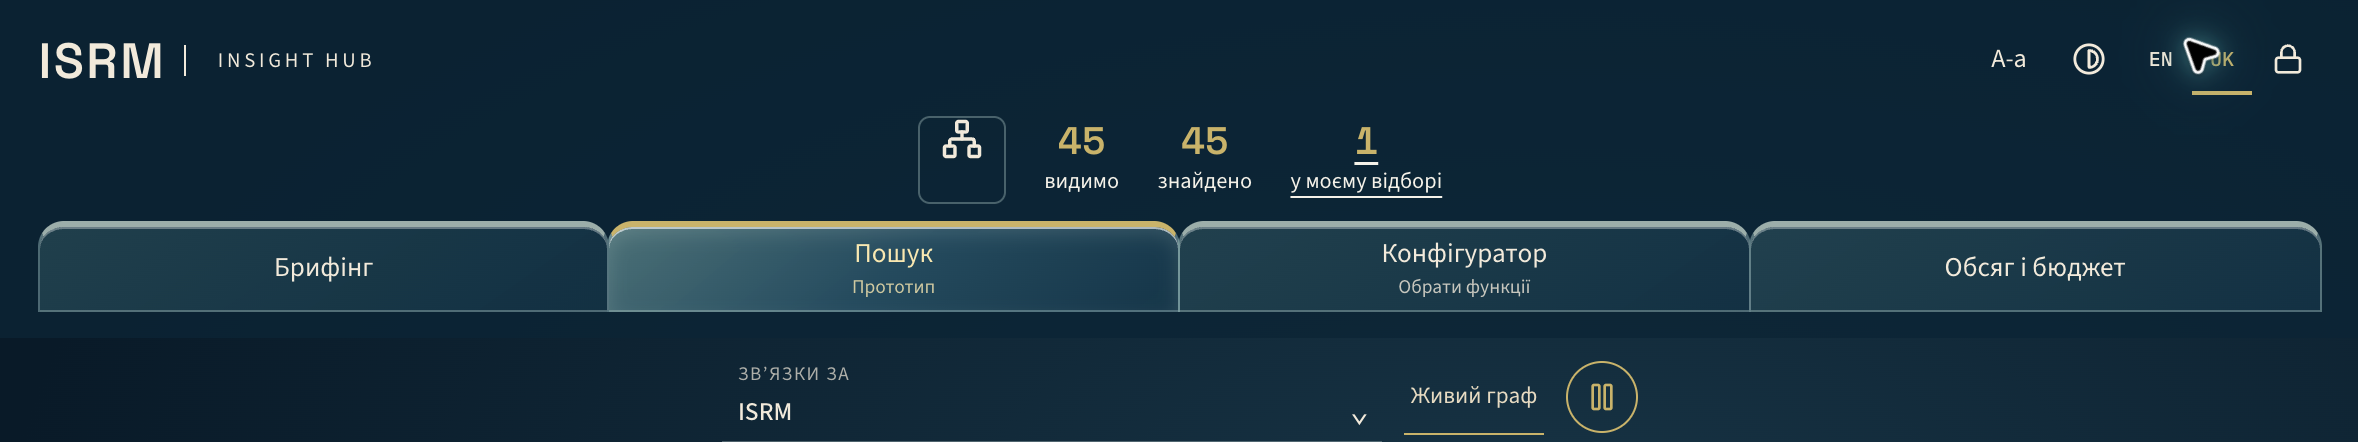 ISRM
INSIGHT HUB
A-a
EN
UK
45
видимо
45
знайдено
1
у моєму відборі
Брифінг
Пошук
Прототип
Конфігуратор
Обрати функції
Обсяг і бюджет
ЗВ’ЯЗКИ ЗА
ISRM
Живий граф